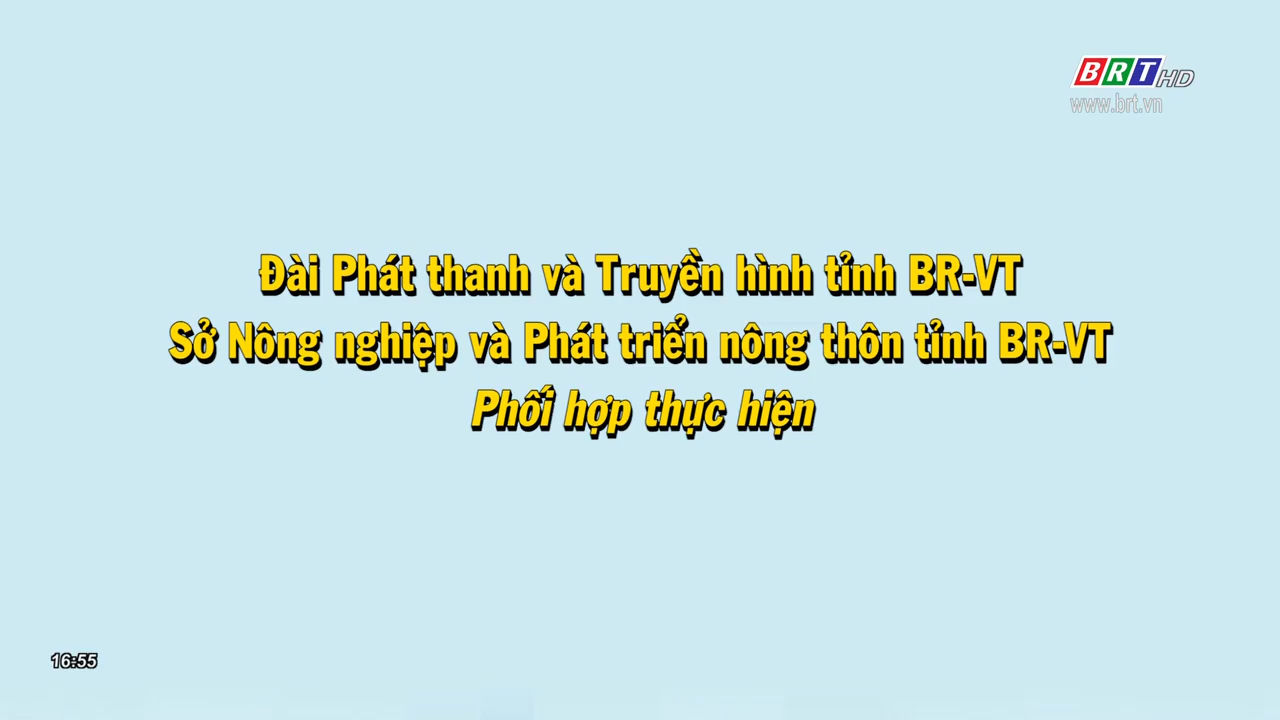 BRT HD
www.brt.vn
Đài Phát thanh và Truyền hình tỉnh BR-VT
Sở Nông nghiệp và Phát triển nông thôn tỉnh BR-VT
Phối hợp thực hiện
16:55